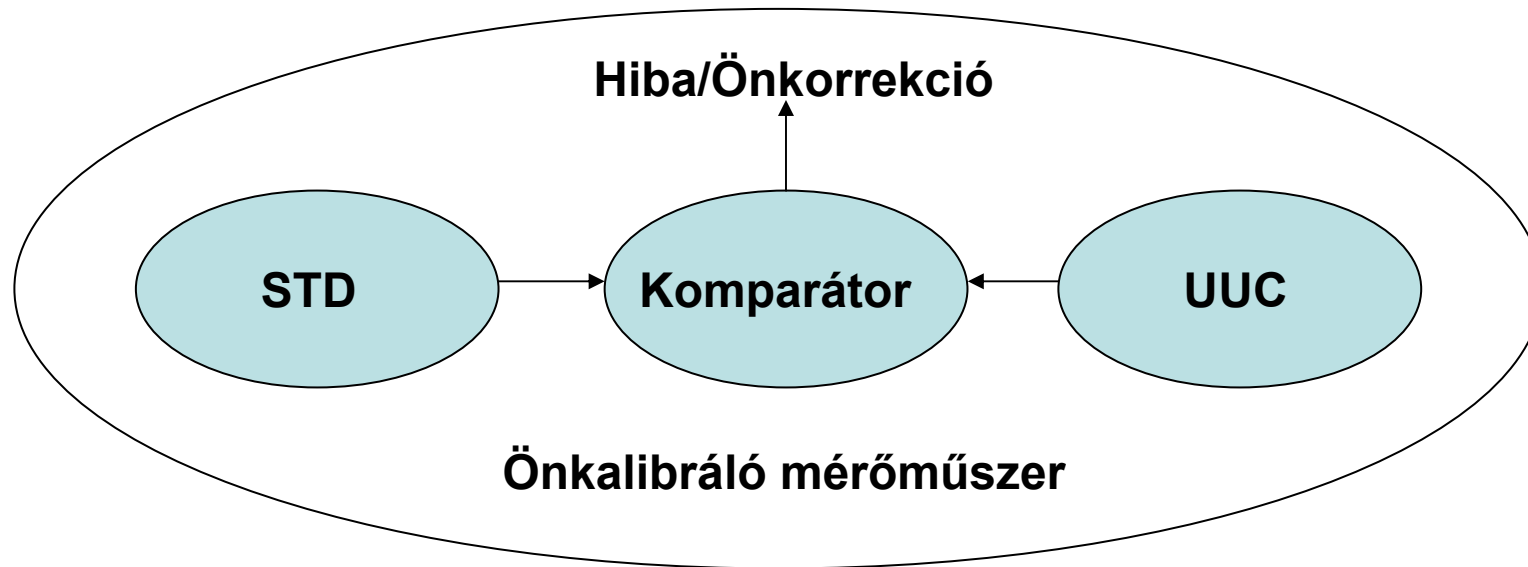 Hiba/Önkorrekció
STD
Komparátor
UUC
Önkalibráló mérőműszer